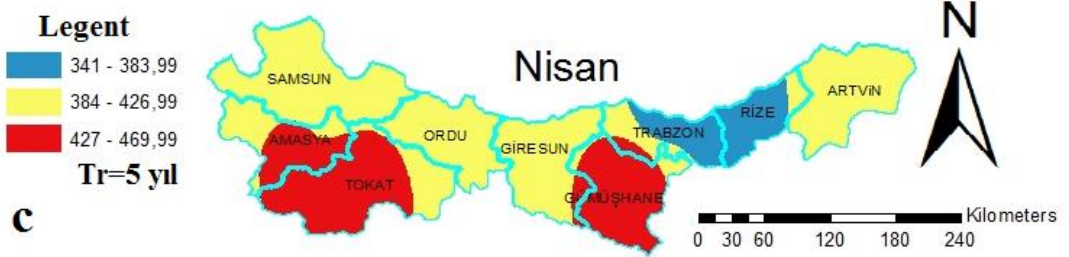 Legent
341 - 383,99
384 - 426,99
427 - 469,99
Tr=5 yıl
c
Nisan
N
SAMSUN
AMASYA
TOKAT
ORDU
GİRESUN
GÜMÜŞHANE
TRABZON
RİZE
ARTVİN
Kilometers
0 30 60 120 180 240